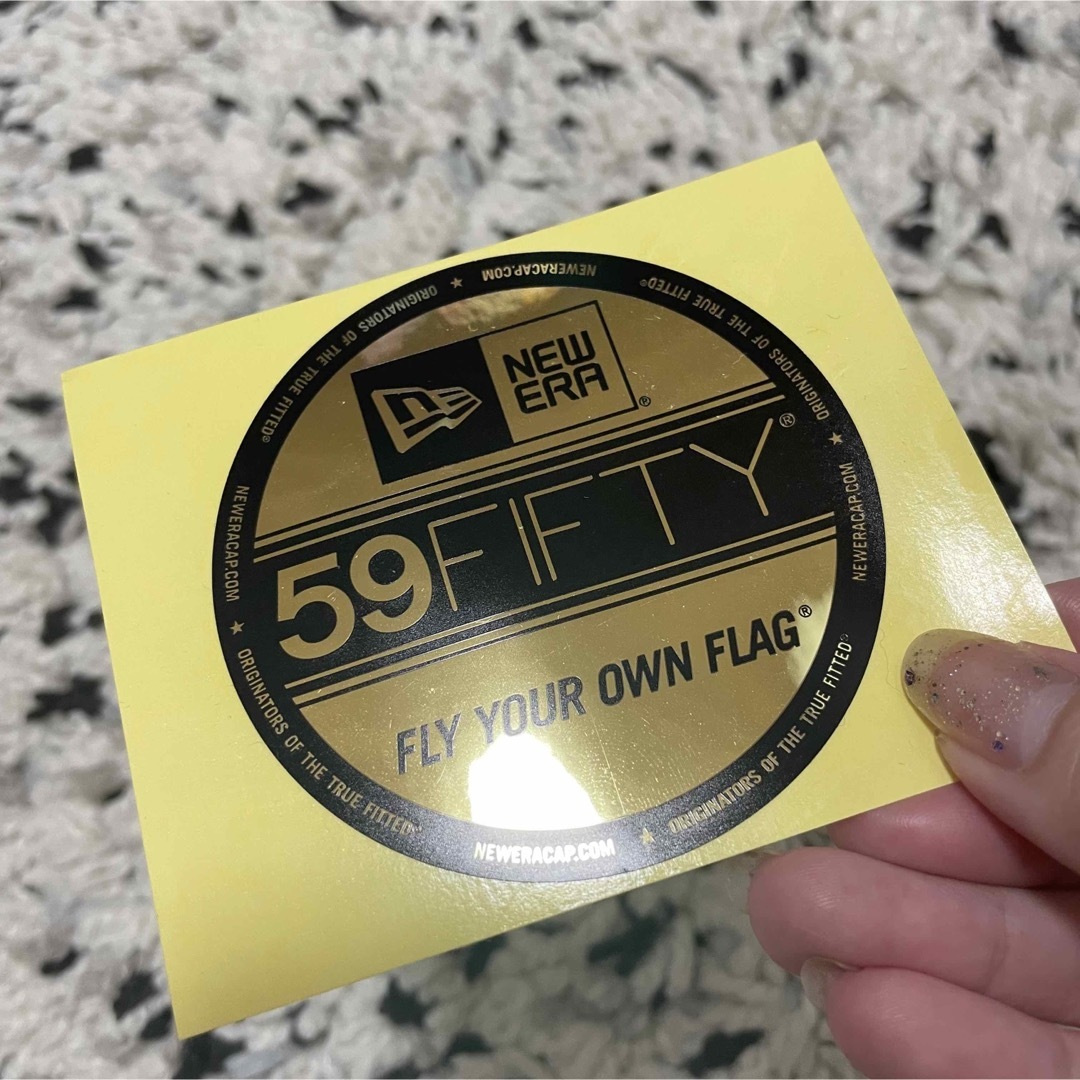 NE
NEW
ERA®
59FIFTY®
FLY YOUR OWN FLAG®
NEWERACAP.COM
★ ORIGINATORS OF THE TRUE FITTED®
NEWERACAP.COM
★ ORIGINATORS OF THE TRUE FITTED®
NEWERACAP.COM
★ ORIGINATORS OF THE TRUE FITTED®
NEWERACAP.COM
★ ORIGINATORS OF THE TRUE FITTED®